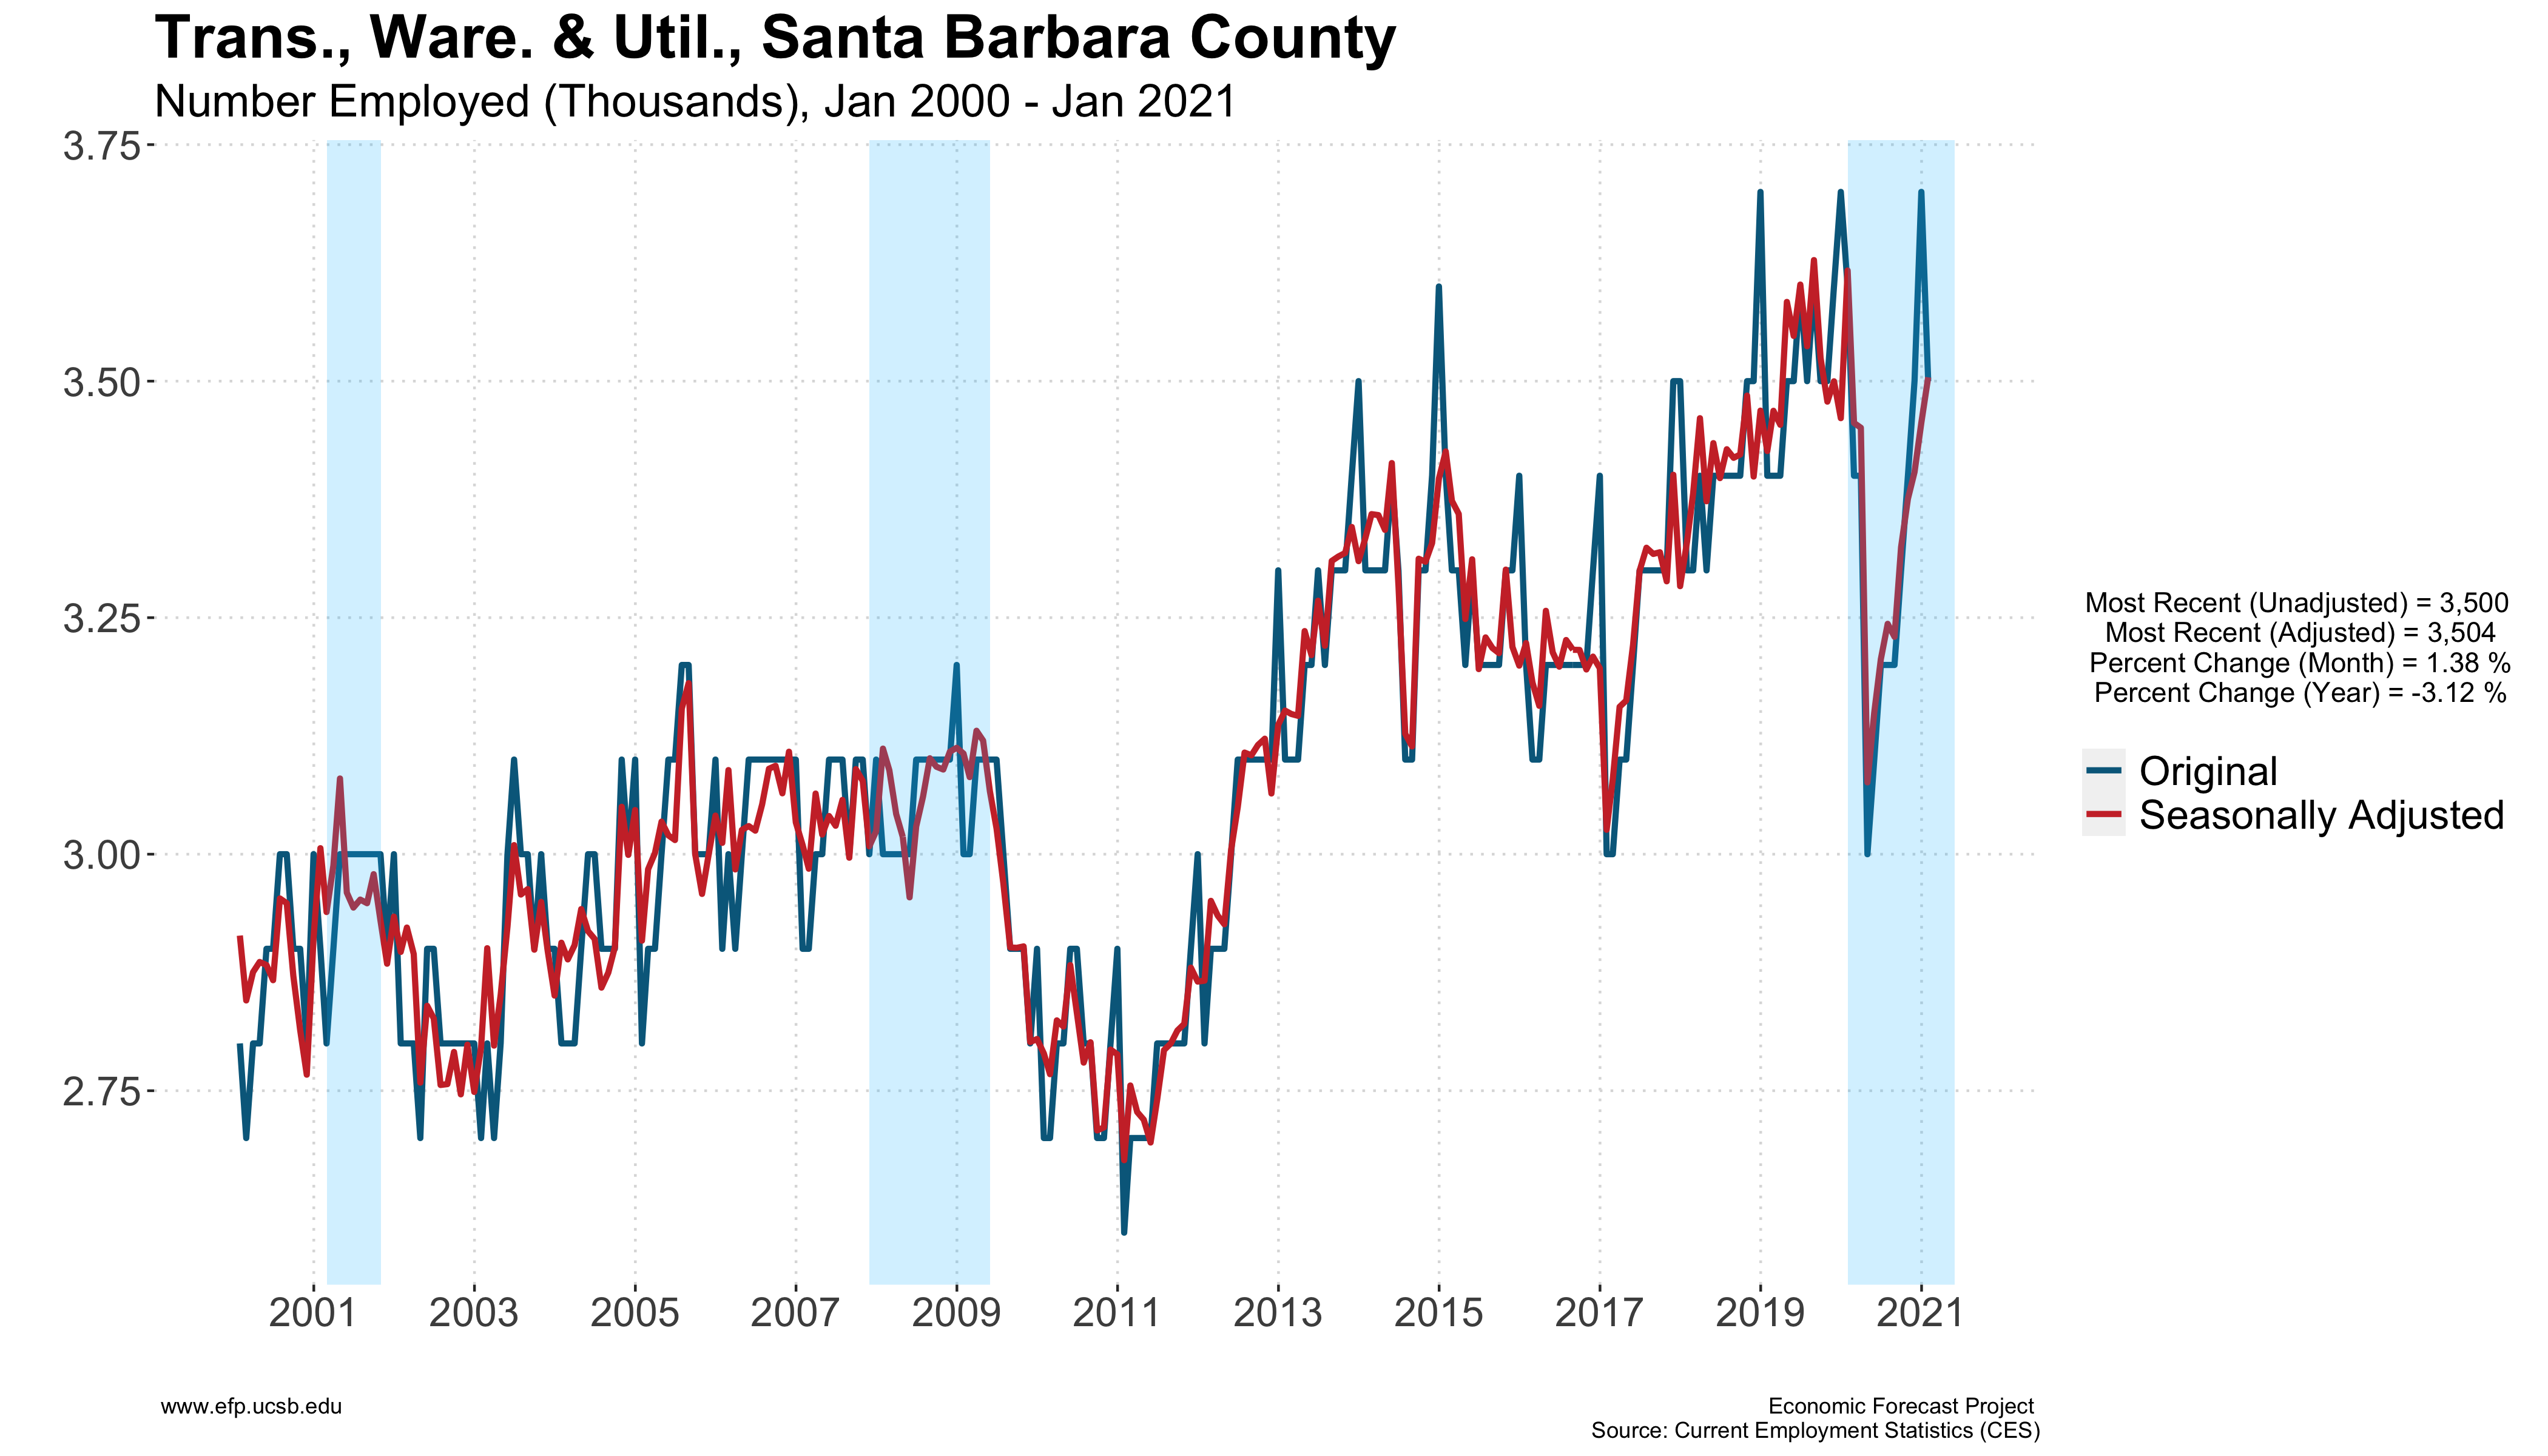 Trans., Ware. & Util., Santa Barbara County
Number Employed (Thousands), Jan 2000 - Jan 2021
3.75
3.50
3.25
3.00
2.75
2001 2003 2005 2007 2009 2011 2013 2015 2017 2019 2021
Most Recent (Unadjusted) = 3,500
Most Recent (Adjusted) = 3,504
Percent Change (Month) = 1.38 %
Percent Change (Year) = -3.12 %
Original
Seasonally Adjusted
www.efp.ucsb.edu
Economic Forecast Project
Source: Current Employment Statistics (CES)